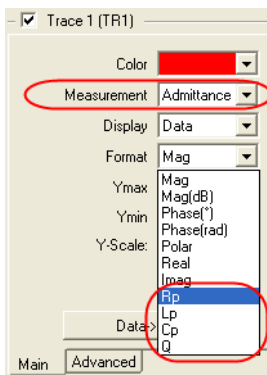 Trace 1 (TR1)
Color
Measurement Admittance
Display Data
Format Mag
Ymax Mag
Mag(dB)
Ymin Phase(°)
Phase(rad)
Y-Scale: Polar
Real
Imag
Rp
Lp
Data-> Cp
Q
Main Advanced